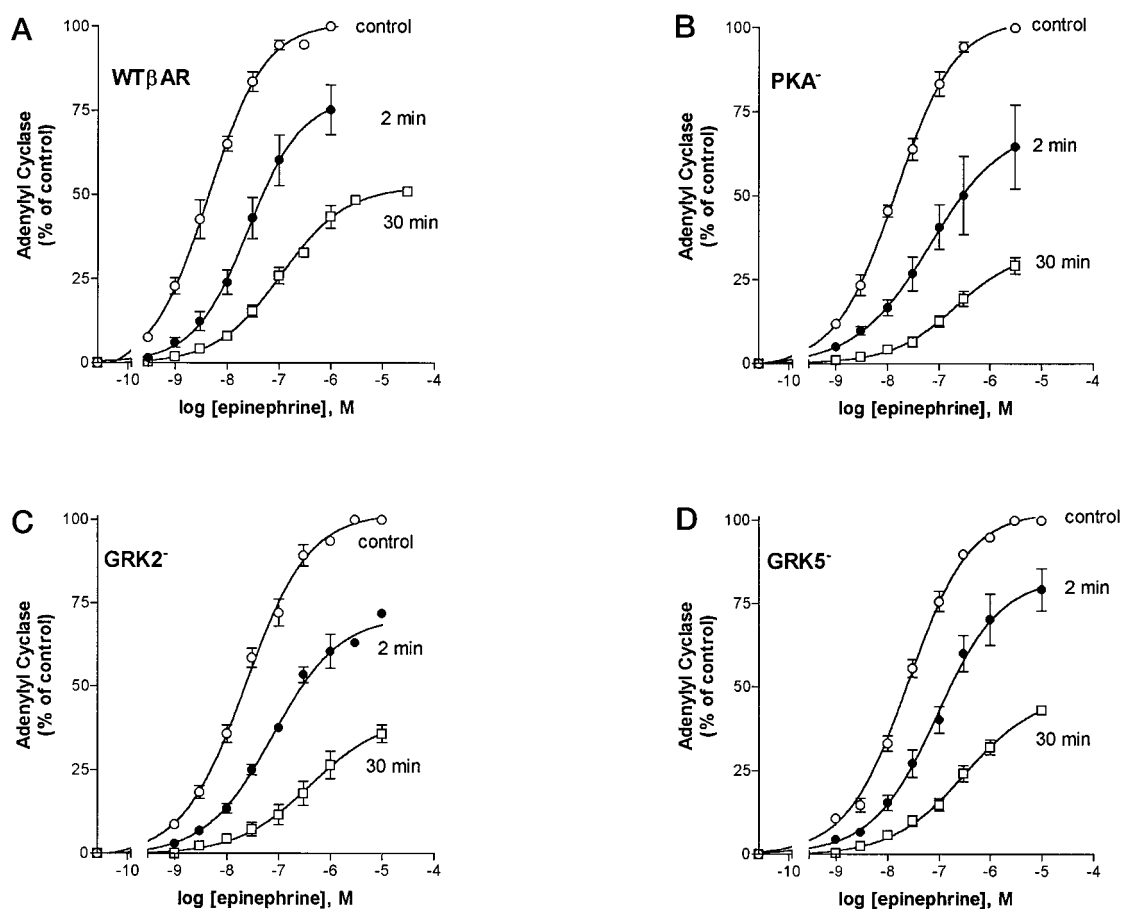 A
WTβAR
control
2 min
30 min
Adenylyl Cyclase
(% of control)
100
75
50
25
0
-10 -9 -8 -7 -6 -5 -4
log [epinephrine], M
B
PKA⁻
control
2 min
30 min
Adenylyl Cyclase
(% of control)
100
75
50
25
0
-10 -9 -8 -7 -6 -5 -4
log [epinephrine], M
C
GRK2⁻
control
2 min
30 min
Adenylyl Cyclase
(% of control)
100
75
50
25
0
-10 -9 -8 -7 -6 -5 -4
log [epinephrine], M
D
GRK5⁻
control
2 min
30 min
Adenylyl Cyclase
(% of control)
100
75
50
25
0
-10 -9 -8 -7 -6 -5 -4
log [epinephrine], M